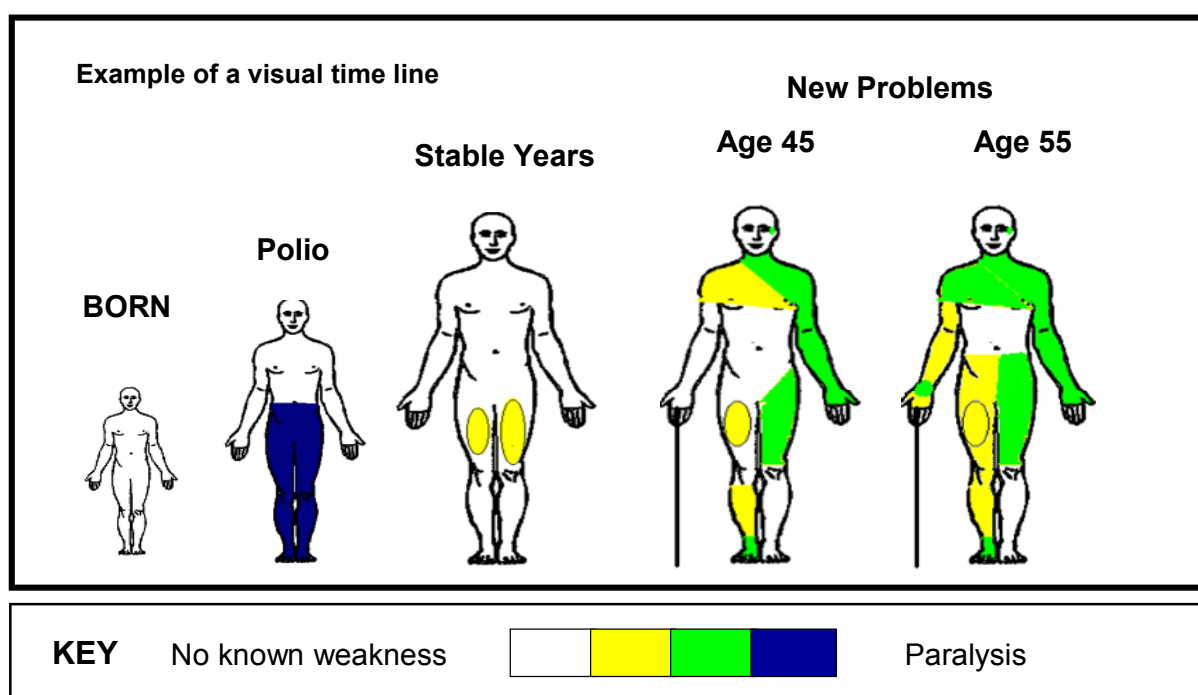 Example of a visual time line
New Problems
Stable Years
Age 45
Age 55
Polio
BORN
KEY
No known weakness
Paralysis